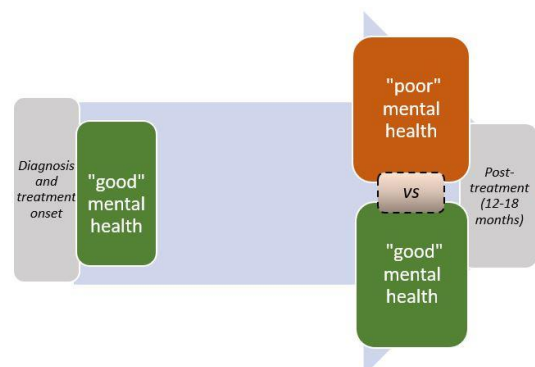 Diagnosis
and
treatment
onset
"good"
mental
health
"poor"
mental
health
vs
"good"
mental
health
Post-
treatment
(12-18
months)